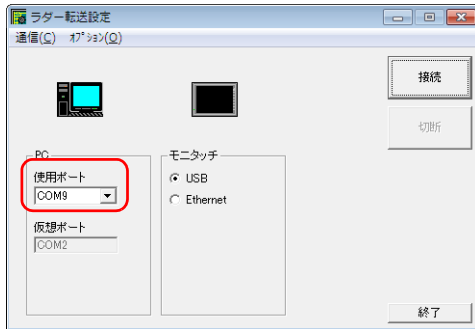 ラダー転送設定
通信(C) ｵﾌﾟｼｮﾝ(O)
接続
切断
PC
使用ポート
COM9
仮想ポート
COM2
モニタッチ
USB
Ethernet
終了